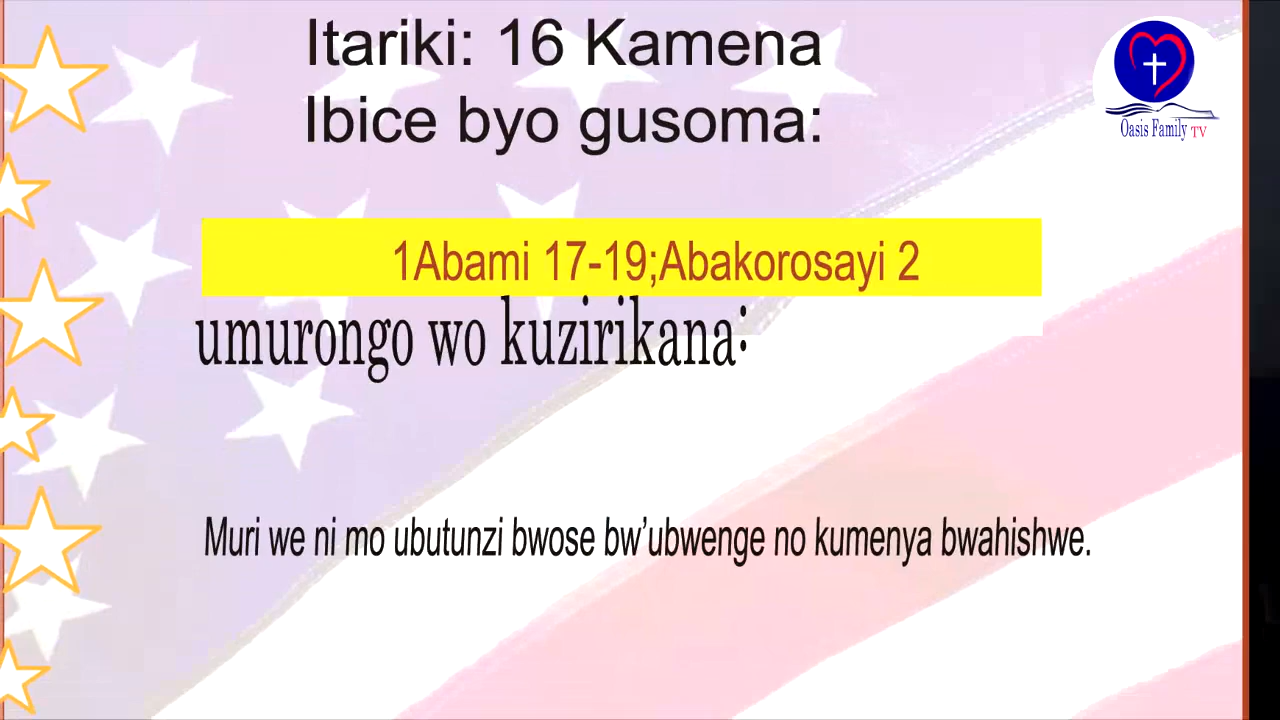 Itariki: 16 Kamena
Ibice byo gusoma:
Oasis Family TV
1Abami 17-19;Abakorosayi 2
umurongo wo kuzirikana:
Muri we ni mo ubutunzi bwose bw’ubwenge no kumenya bwahishwe.